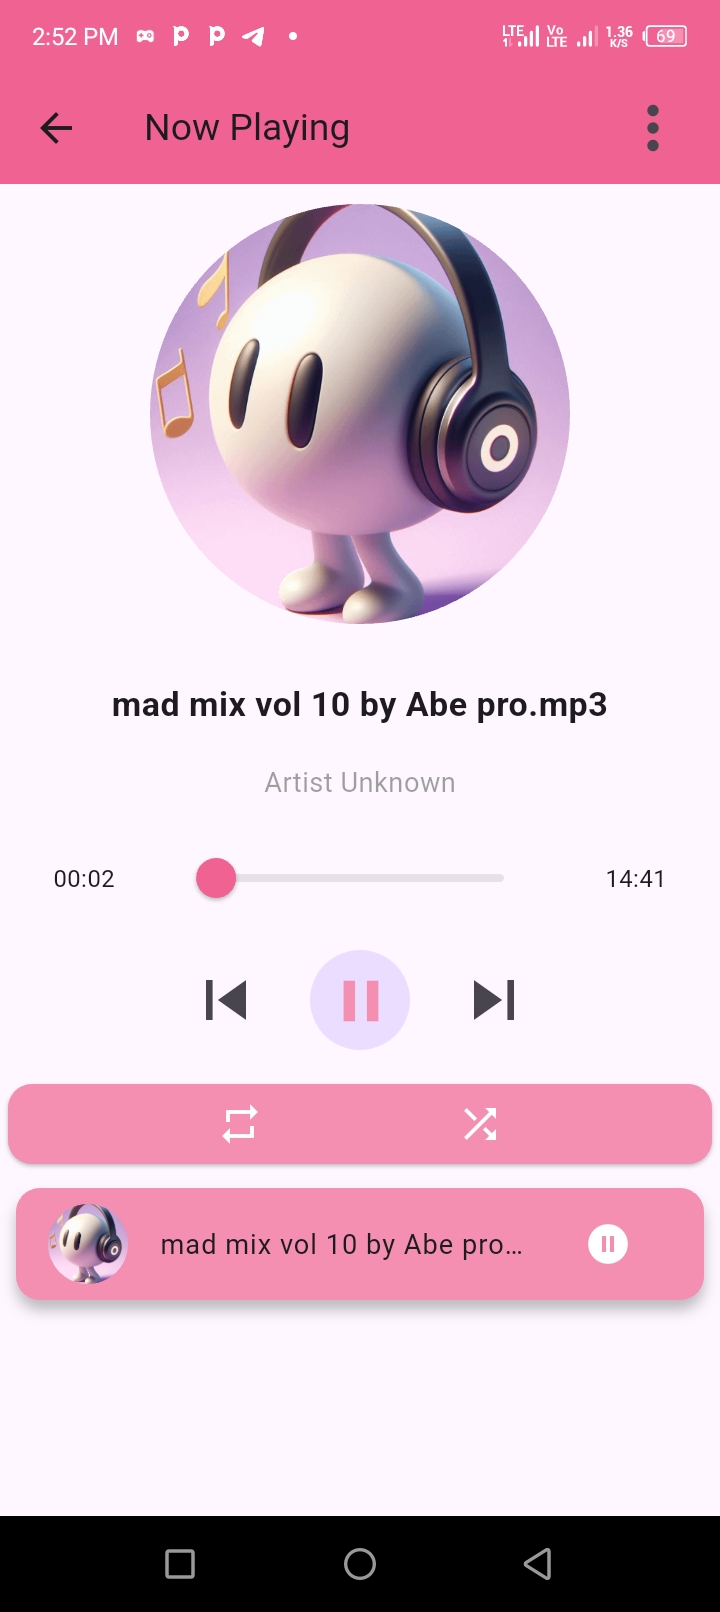 2:52 PM
LTE
Vo
LTE
1.36
K/S
69
Now Playing
mad mix vol 10 by Abe pro.mp3
Artist Unknown
00:02
14:41
mad mix vol 10 by Abe pro...